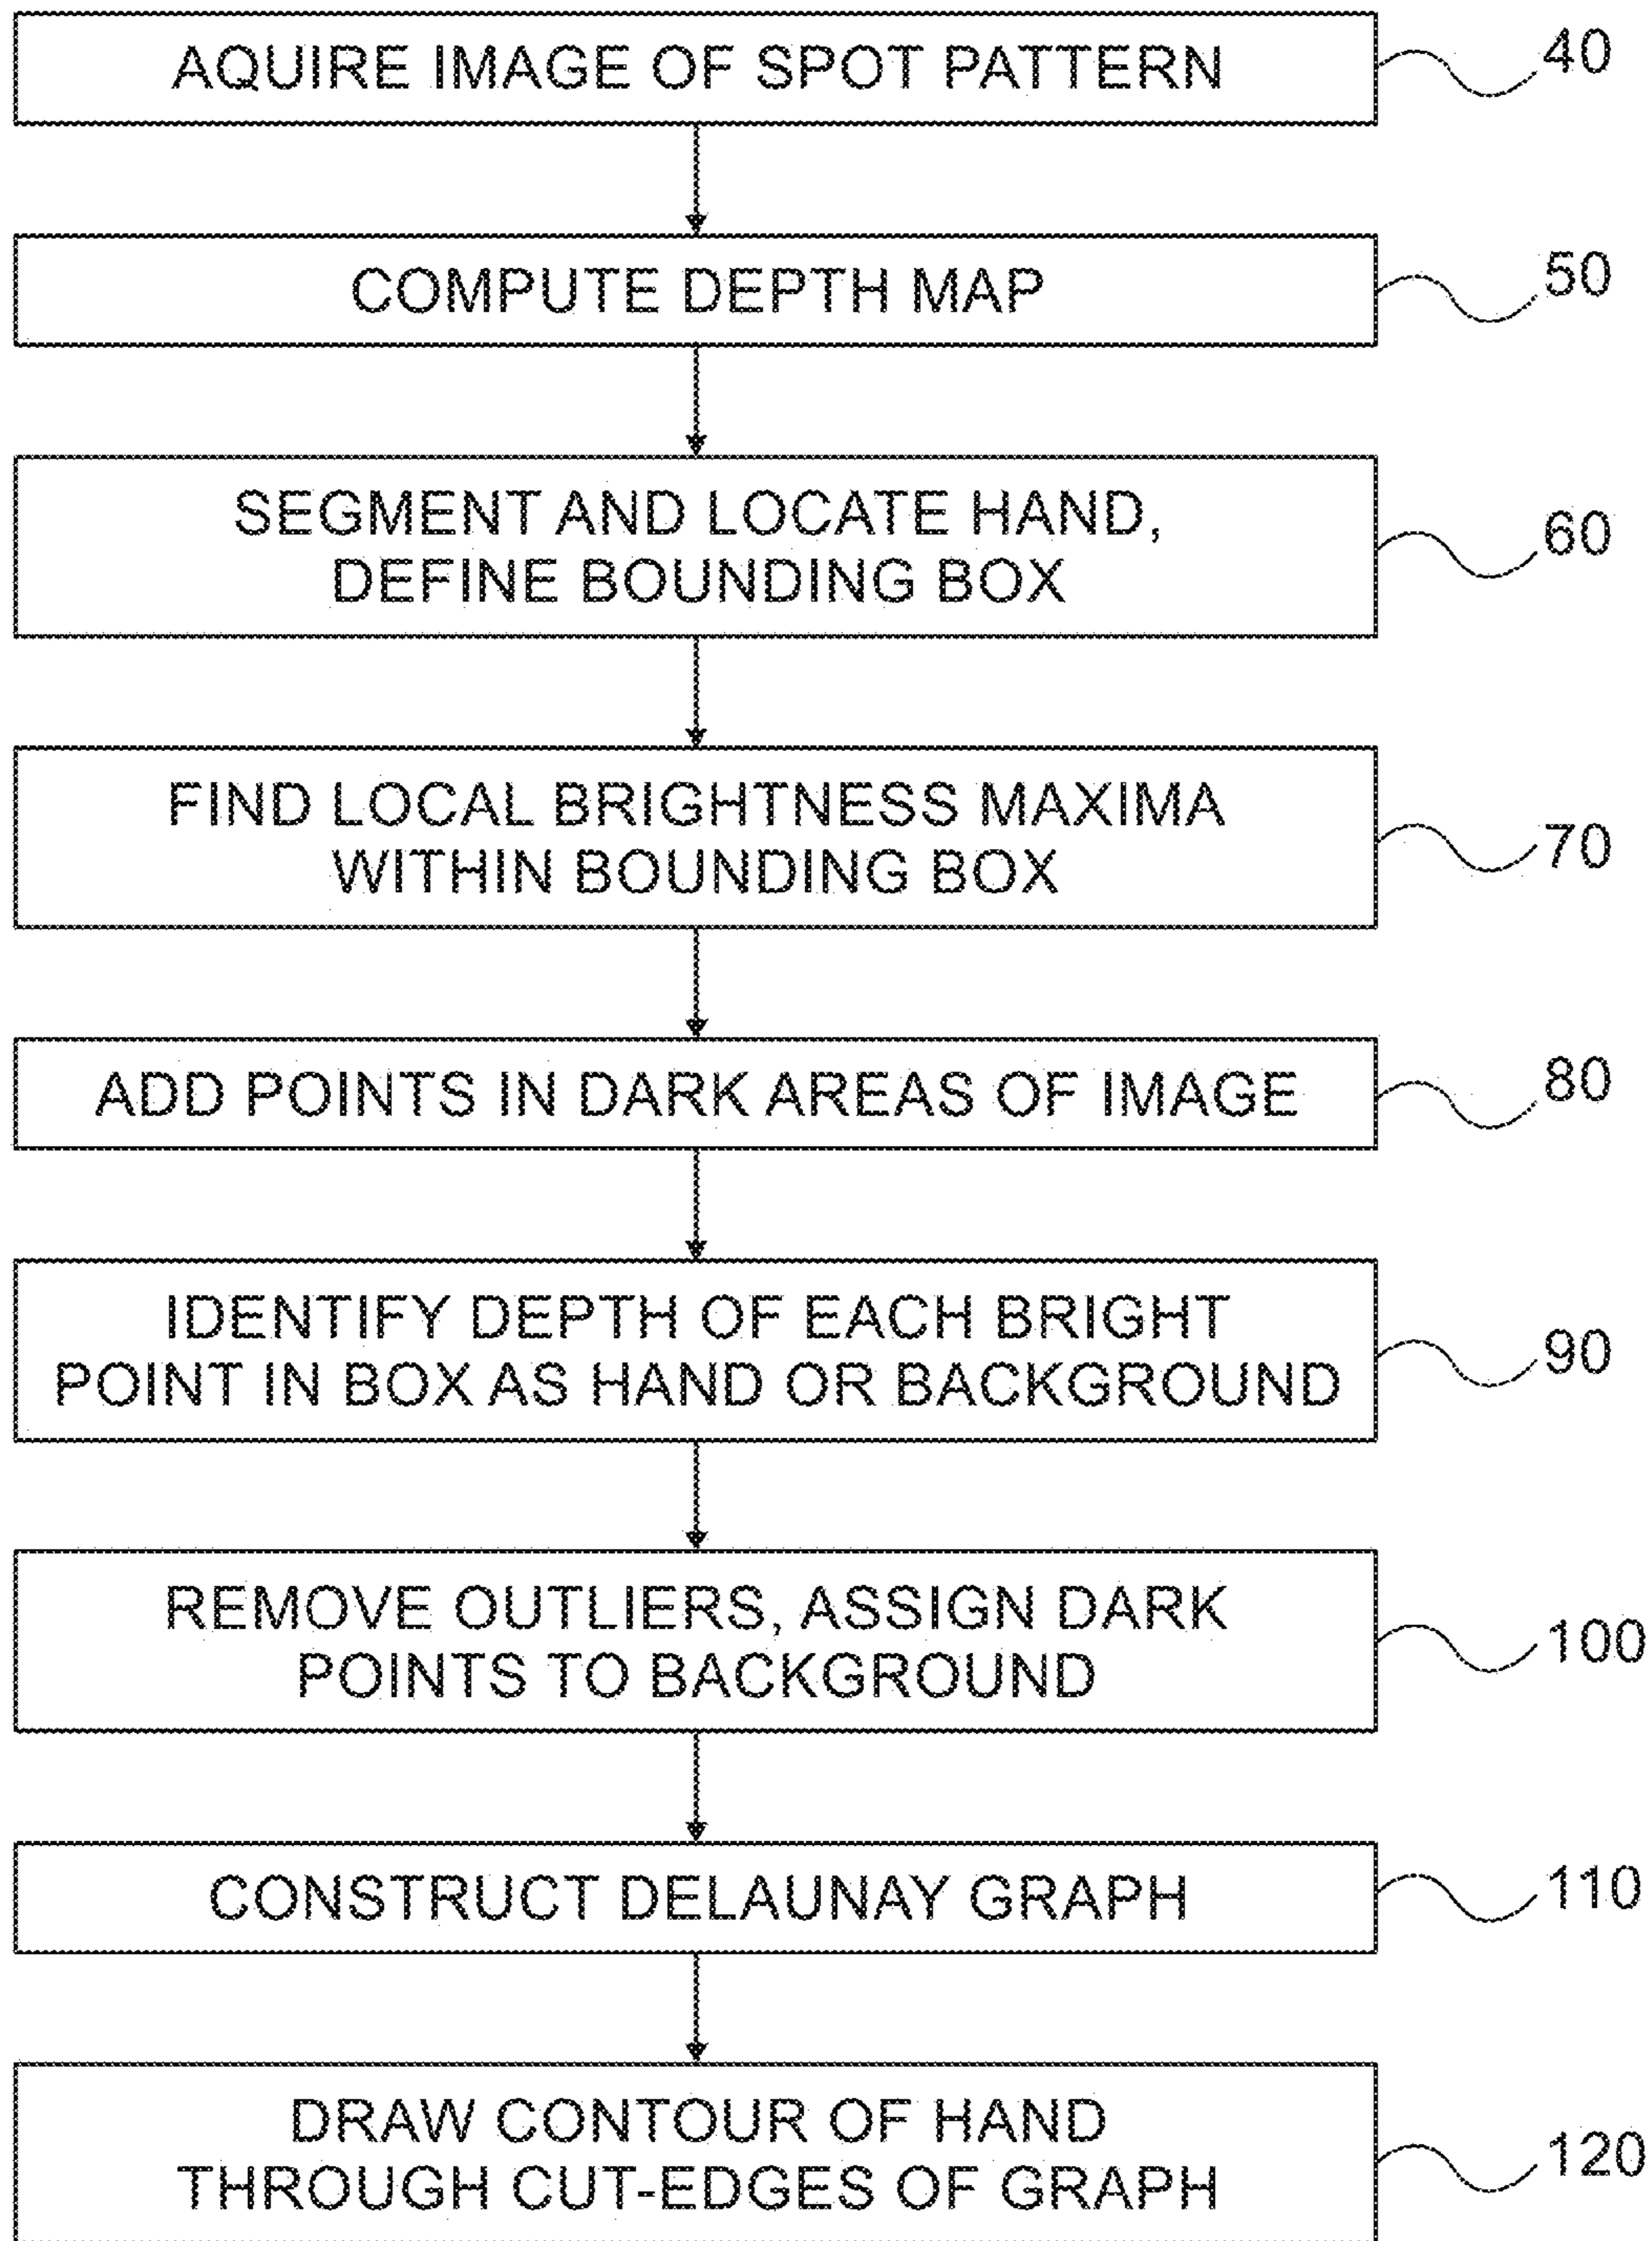 AQUIRE IMAGE OF SPOT PATTERN
40
COMPUTE DEPTH MAP
50
SEGMENT AND LOCATE HAND,
DEFINE BOUNDING BOX
60
FIND LOCAL BRIGHTNESS MAXIMA
WITHIN BOUNDING BOX
70
ADD POINTS IN DARK AREAS OF IMAGE
80
IDENTIFY DEPTH OF EACH BRIGHT
POINT IN BOX AS HAND OR BACKGROUND
90
REMOVE OUTLIERS, ASSIGN DARK
POINTS TO BACKGROUND
100
CONSTRUCT DELAUNAY GRAPH
110
DRAW CONTOUR OF HAND
THROUGH CUT-EDGES OF GRAPH
120